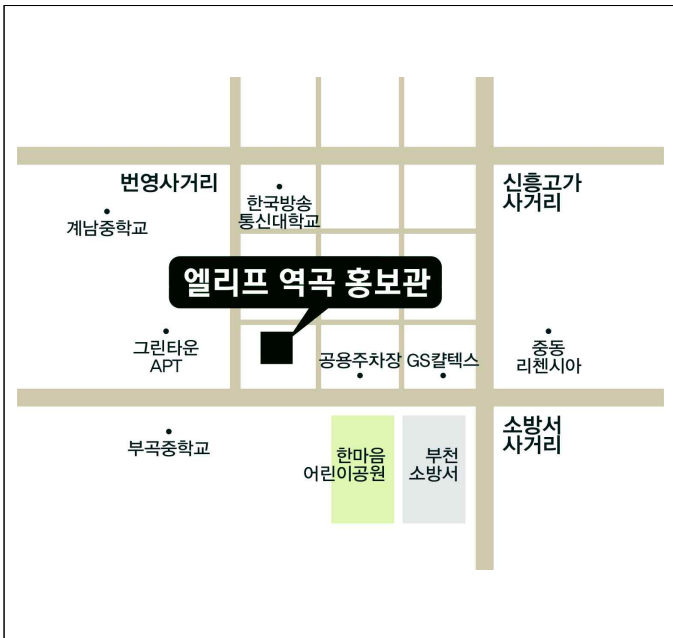 번영사거리
신흥고가
사거리
한국방송
통신대학교
계남중학교
엘리프 역곡 홍보관
그린타운
APT
공용주차장
GS칼텍스
중동
리첸시아
부곡중학교
소방서
사거리
한마음
어린이공원
부천
소방서